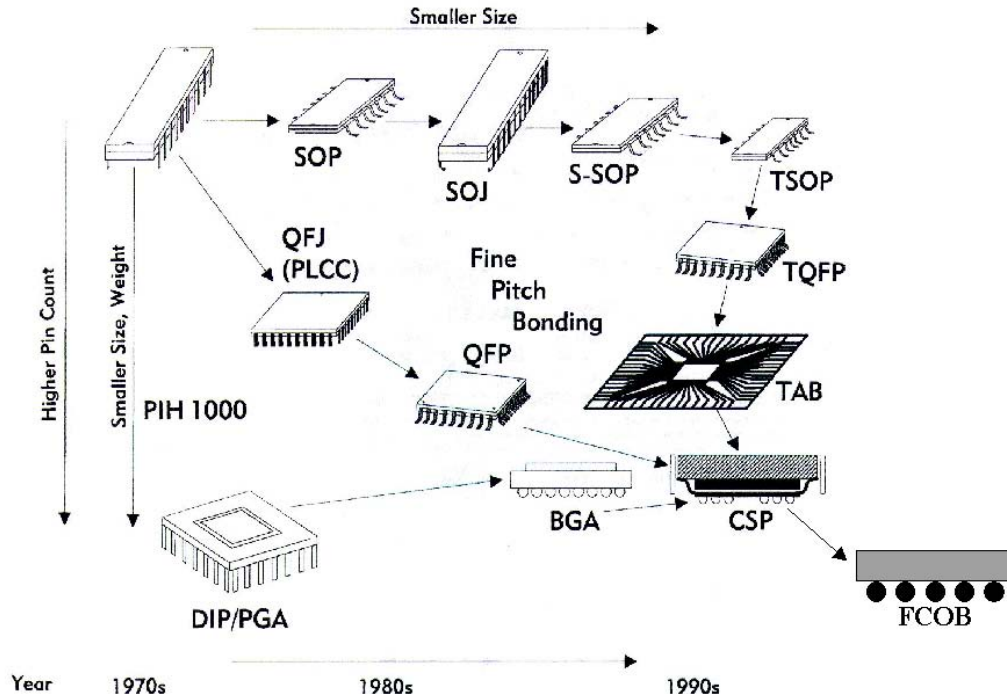 Smaller Size
SOP
SOJ
S-SOP
TSOP
QFJ
(PLCC)
Fine
Pitch
Bonding
TQFP
Higher Pin Count
Smaller Size, Weight
PIH 1000
QFP
TAB
BGA
CSP
DIP/PGA
FCOB
Year 1970s 1980s 1990s